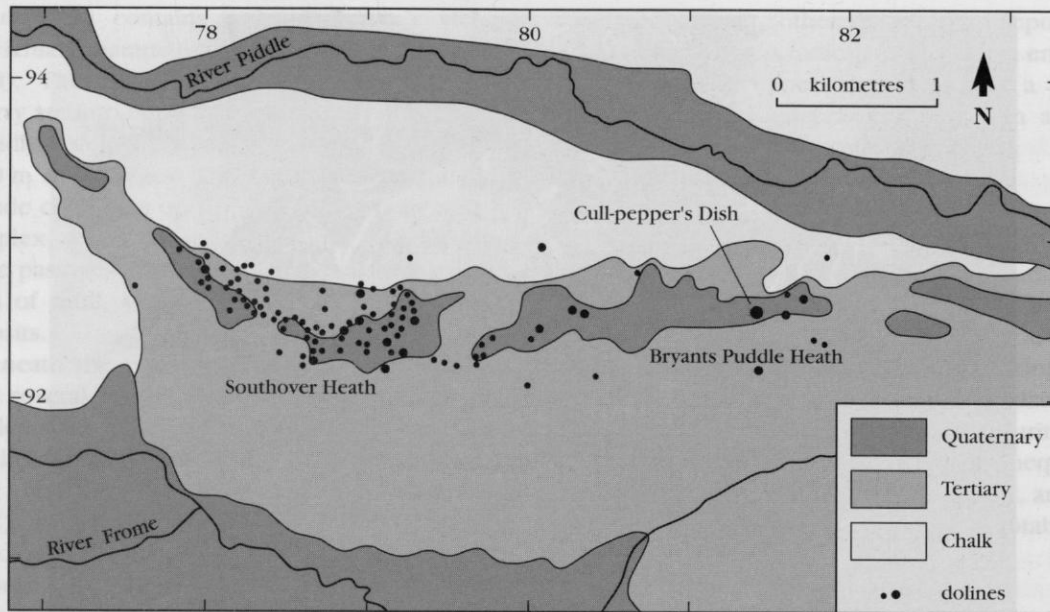 78
80
82
94
River Piddle
0 kilometres 1
N
Cull-pepper's Dish
Bryants Puddle Heath
Southover Heath
92
River Frome
Quaternary
Tertiary
Chalk
dolines